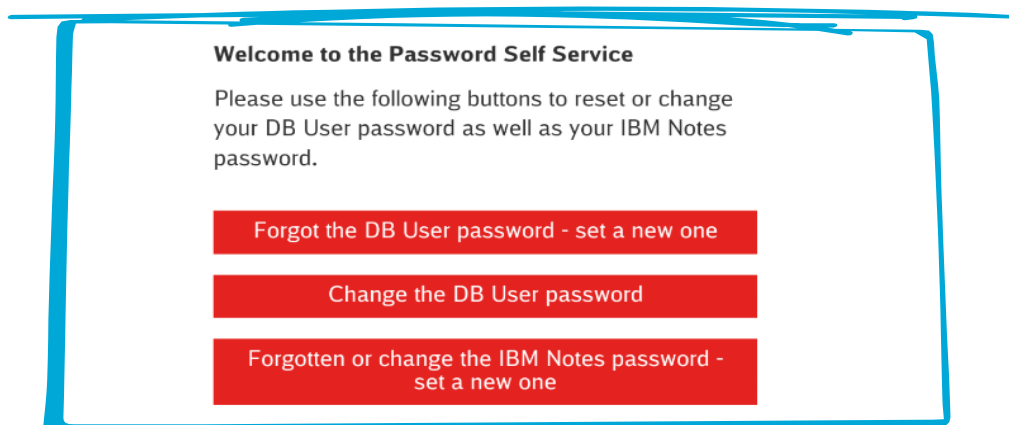 Welcome to the Password Self Service
Please use the following buttons to reset or change
your DB User password as well as your IBM Notes
password.
Forgot the DB User password - set a new one
Change the DB User password
Forgotten or change the IBM Notes password -
set a new one